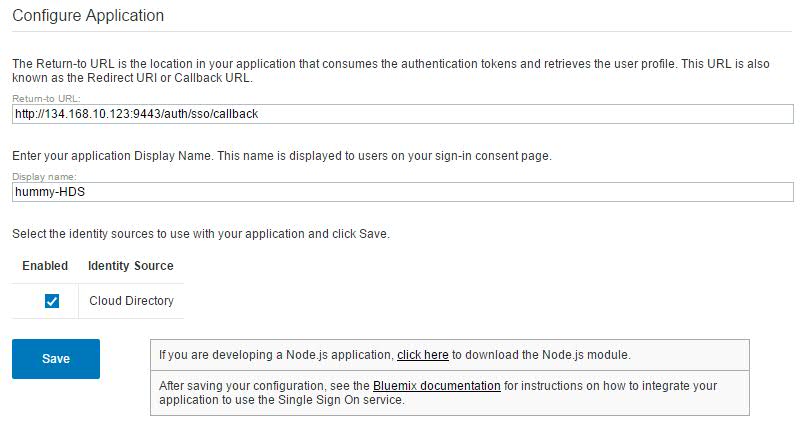 Configure Application
The Return-to URL is the location in your application that consumes the authentication tokens and retrieves the user profile. This URL is also
known as the Redirect URI or Callback URL.
Return-to URL:
http://134.168.10.123:9443/auth/sso/callback
Enter your application Display Name. This name is displayed to users on your sign-in consent page.
Display name:
hummy-HDS
Select the identity sources to use with your application and click Save.
Enabled Identity Source
Cloud Directory
Save
If you are developing a Node.js application, click here to download the Node.js module.
After saving your configuration, see the Bluemix documentation for instructions on how to integrate your
application to use the Single Sign On service.